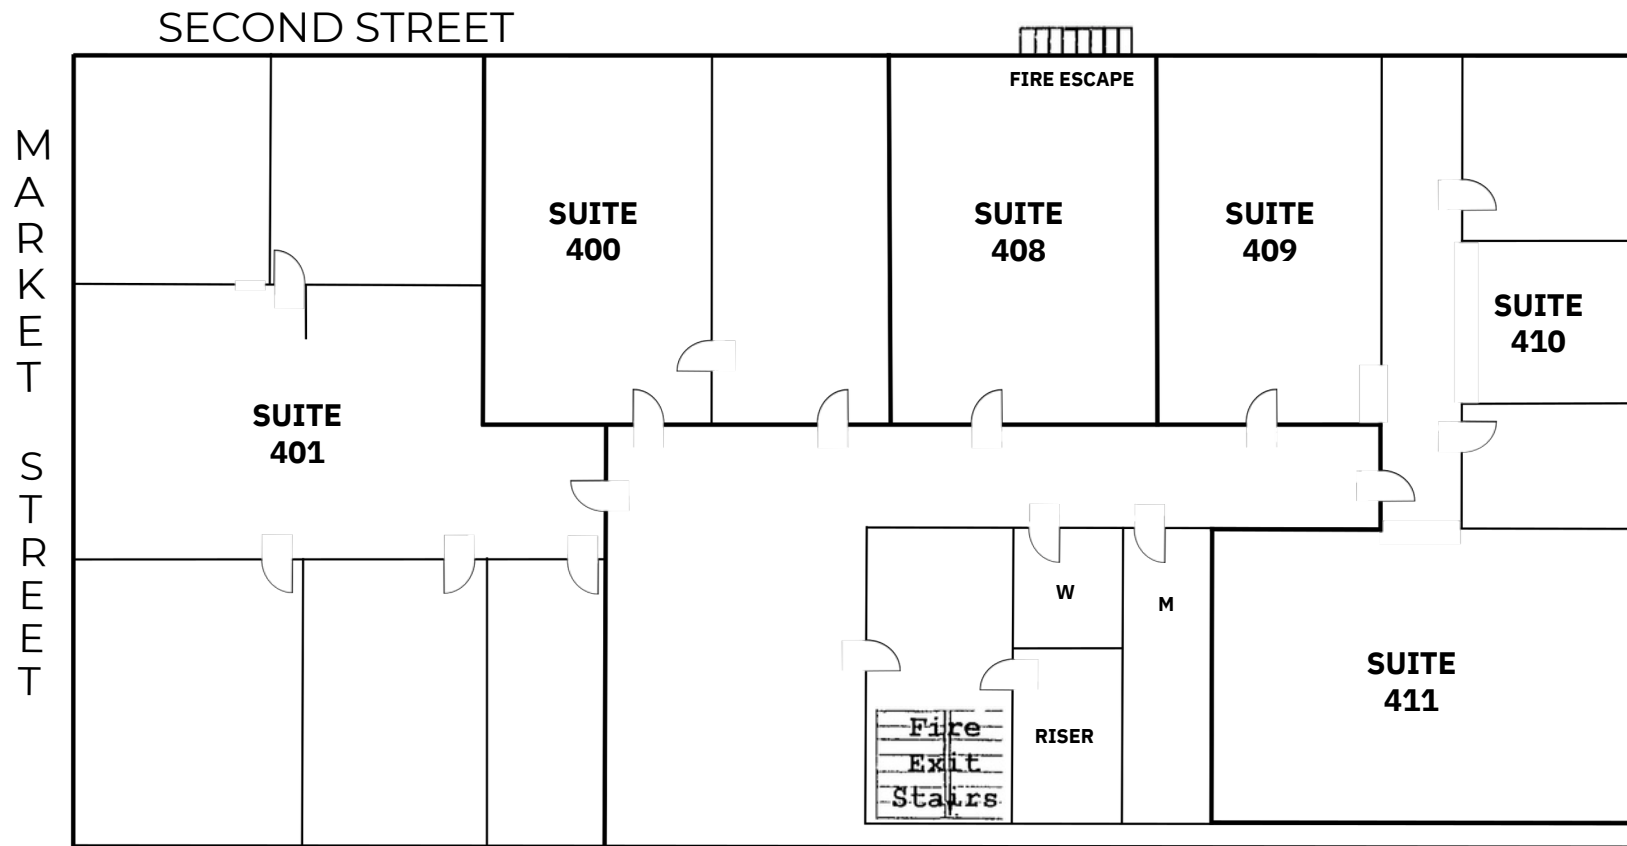 SECOND STREET
MARKET STREET
FIRE ESCAPE
SUITE
400
SUITE
408
SUITE
409
SUITE
410
SUITE
401
W
M
SUITE
411
RISER
Fire
Exit
Stairs